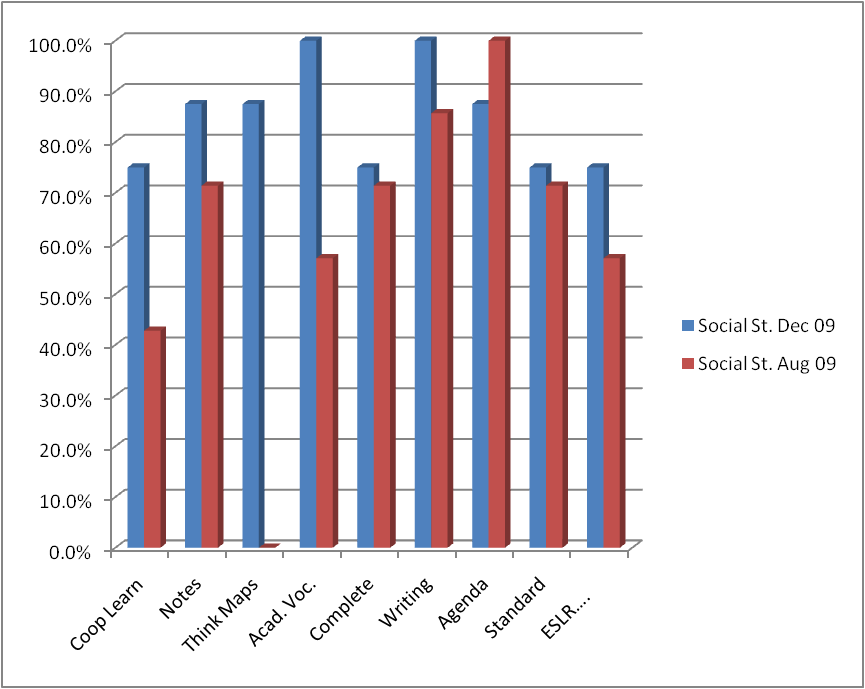 100.0%
90.0%
80.0%
70.0%
60.0%
50.0%
40.0%
30.0%
20.0%
10.0%
0.0%
Coop Learn
Notes
Think Maps
Acad. Voc.
Complete
Writing
Agenda
Standard
ESLR....
Social St. Dec 09
Social St. Aug 09